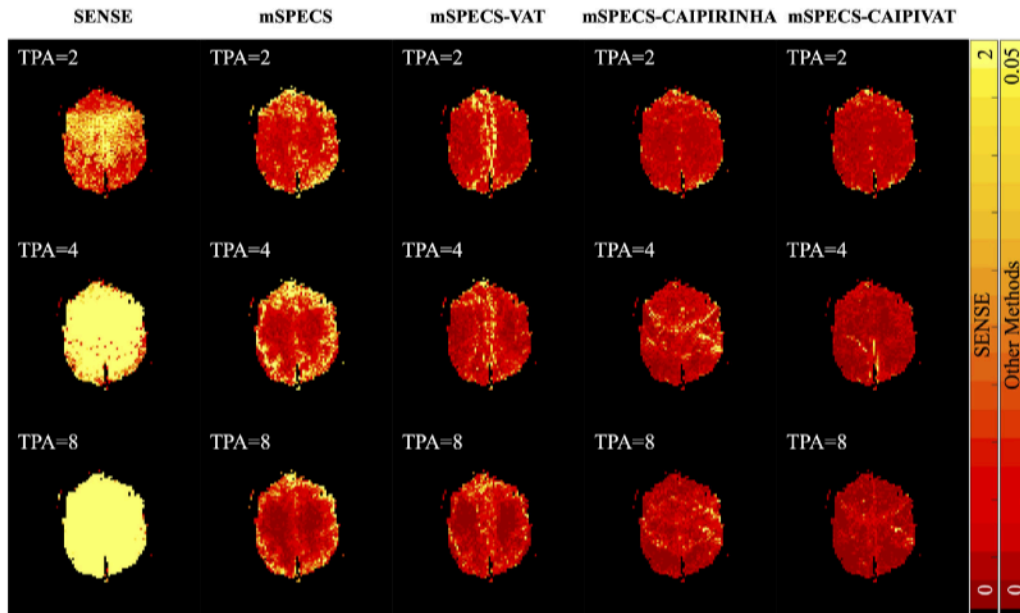 SENSE mSPECS mSPECS-VAT mSPECS-CAIPIRINHA mSPECS-CAIPIVAT
TPA=2 TPA=2 TPA=2 TPA=2 TPA=2
TPA=4 TPA=4 TPA=4 TPA=4 TPA=4
TPA=8 TPA=8 TPA=8 TPA=8 TPA=8
2
SENSE
0
0.05
Other Methods
0